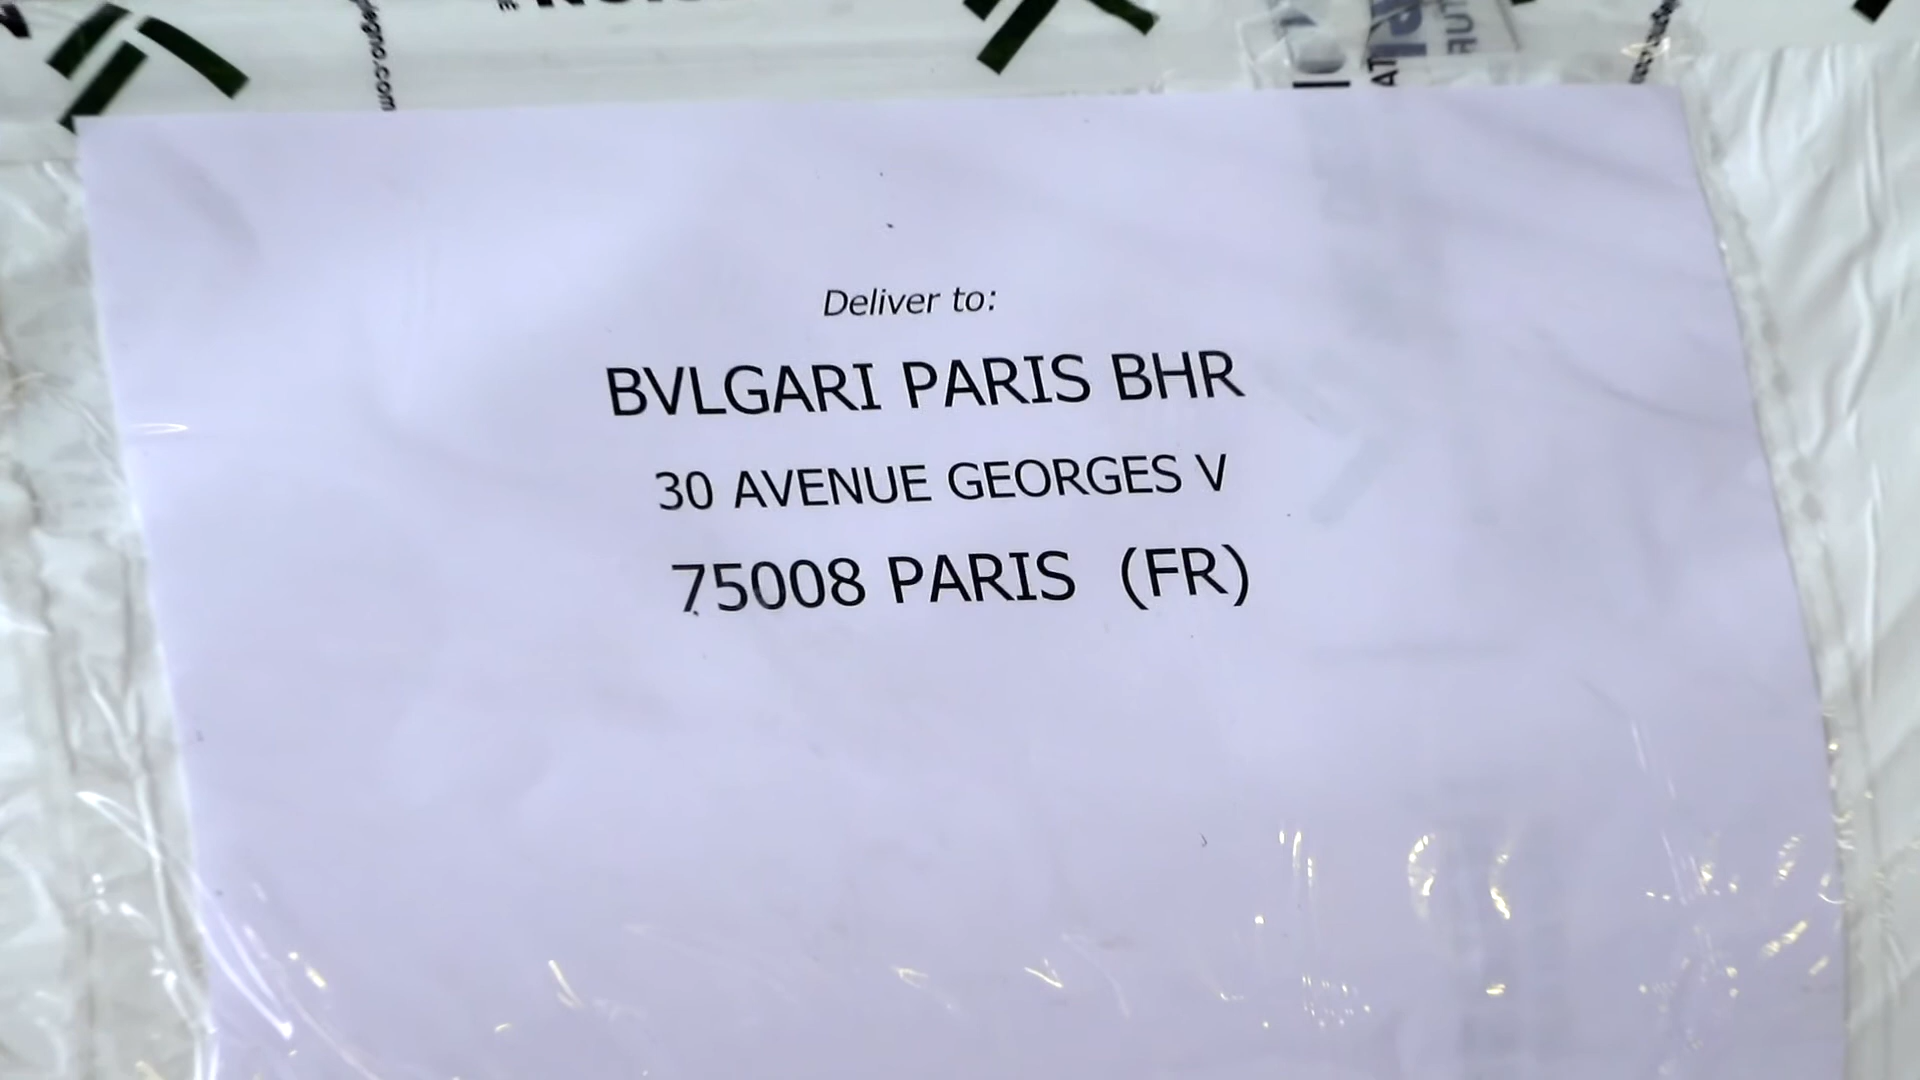 Deliver to:
BVLGARI PARIS BHR
30 AVENUE GEORGES V
75008 PARIS (FR)